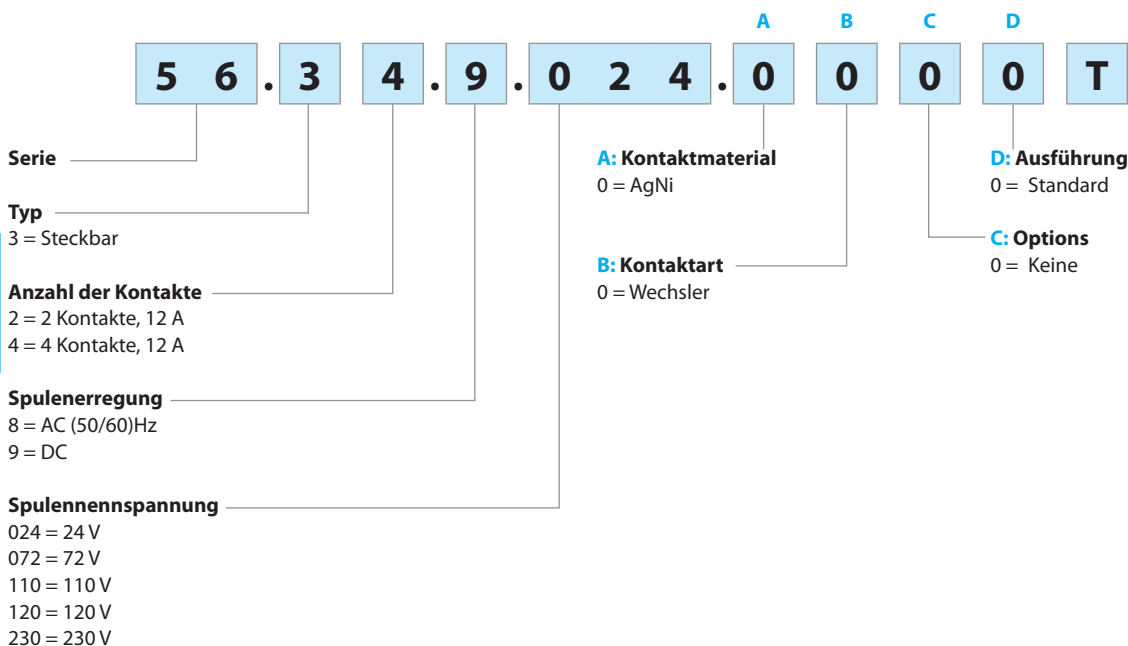 A B C D
5 6 . 3 4 . 9 . 0 2 4 . 0 0 0 0 T
Serie
Typ
3 = Steckbar
Anzahl der Kontakte
2 = 2 Kontakte, 12 A
4 = 4 Kontakte, 12 A
Spulenerregung
8 = AC (50/60)Hz
9 = DC
Spulennennspannung
024 = 24 V
072 = 72 V
110 = 110 V
120 = 120 V
230 = 230 V
A: Kontaktmaterial
0 = AgNi
B: Kontaktart
0 = Wechsler
D: Ausführung
0 = Standard
C: Options
0 = Keine